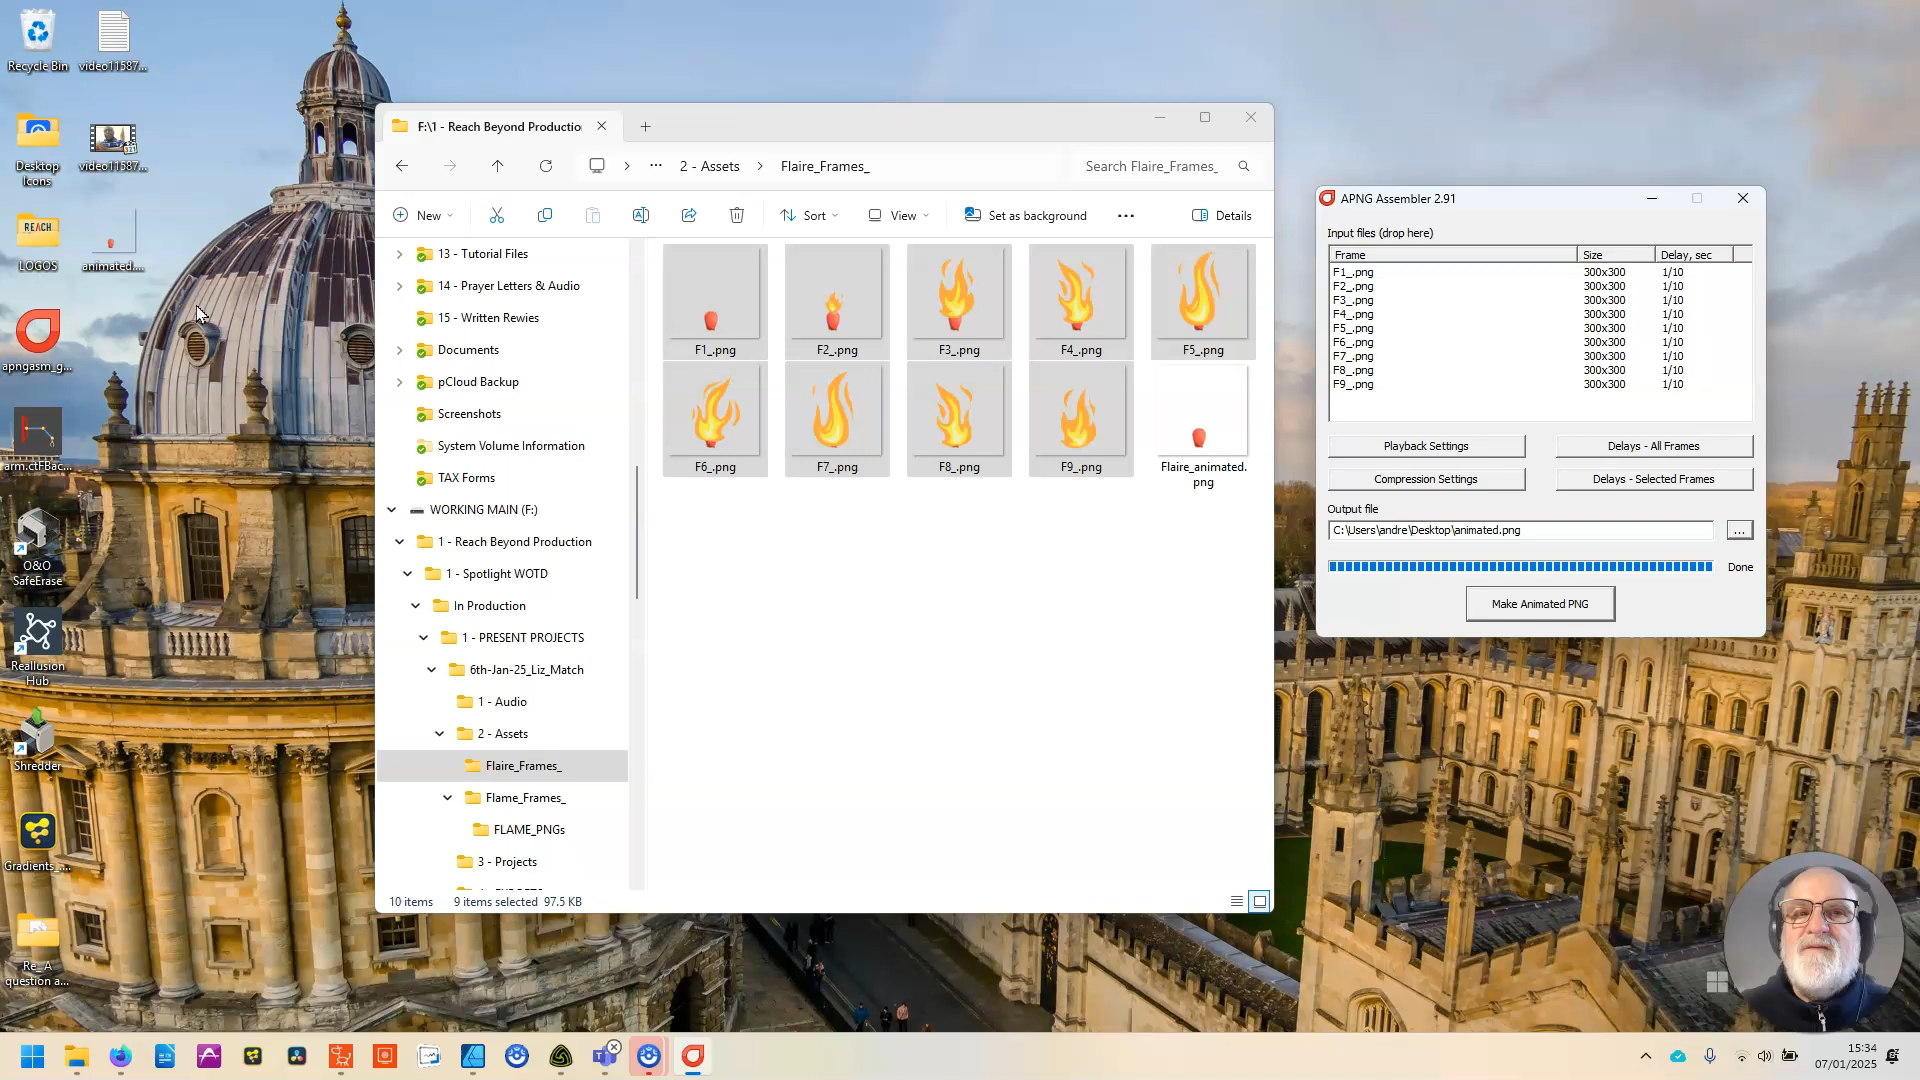 Recycle Bin
video11587...
Desktop
Icons
video11587...
REACH
LOGOS
animated....
apngasm_g...
arm.ctFBac...
O&O
SafeErase
Reallusion
Hub
Shredder
Gradients_...
Re_ A
question a...
F:\1 - Reach Beyond Productio
2 - Assets
Flaire_Frames_
Search Flaire_Frames_
New
Sort
View
Set as background
Details
13 - Tutorial Files
14 - Prayer Letters & Audio
15 - Written Rewies
Documents
pCloud Backup
Screenshots
System Volume Information
TAX Forms
WORKING MAIN (F:)
1 - Reach Beyond Production
1 - Spotlight WOTD
In Production
1 - PRESENT PROJECTS
6th-Jan-25_Liz_Match
1 - Audio
2 - Assets
Flaire_Frames_
Flame_Frames_
FLAME_PNGs
3 - Projects
F1_.png
F2_.png
F3_.png
F4_.png
F5_.png
F6_.png
F7_.png
F8_.png
F9_.png
Flaire_animated.
png
10 items
9 items selected 97.5 KB
APNG Assembler 2.91
Input files (drop here)
Frame Size Delay, sec
F1_.png 300x300 1/10
F2_.png 300x300 1/10
F3_.png 300x300 1/10
F4_.png 300x300 1/10
F5_.png 300x300 1/10
F6_.png 300x300 1/10
F7_.png 300x300 1/10
F8_.png 300x300 1/10
F9_.png 300x300 1/10
Playback Settings
Delays - All Frames
Compression Settings
Delays - Selected Frames
Output file
C:\Users\andre\Desktop\animated.png
...
Done
Make Animated PNG
15:34
07/01/2025